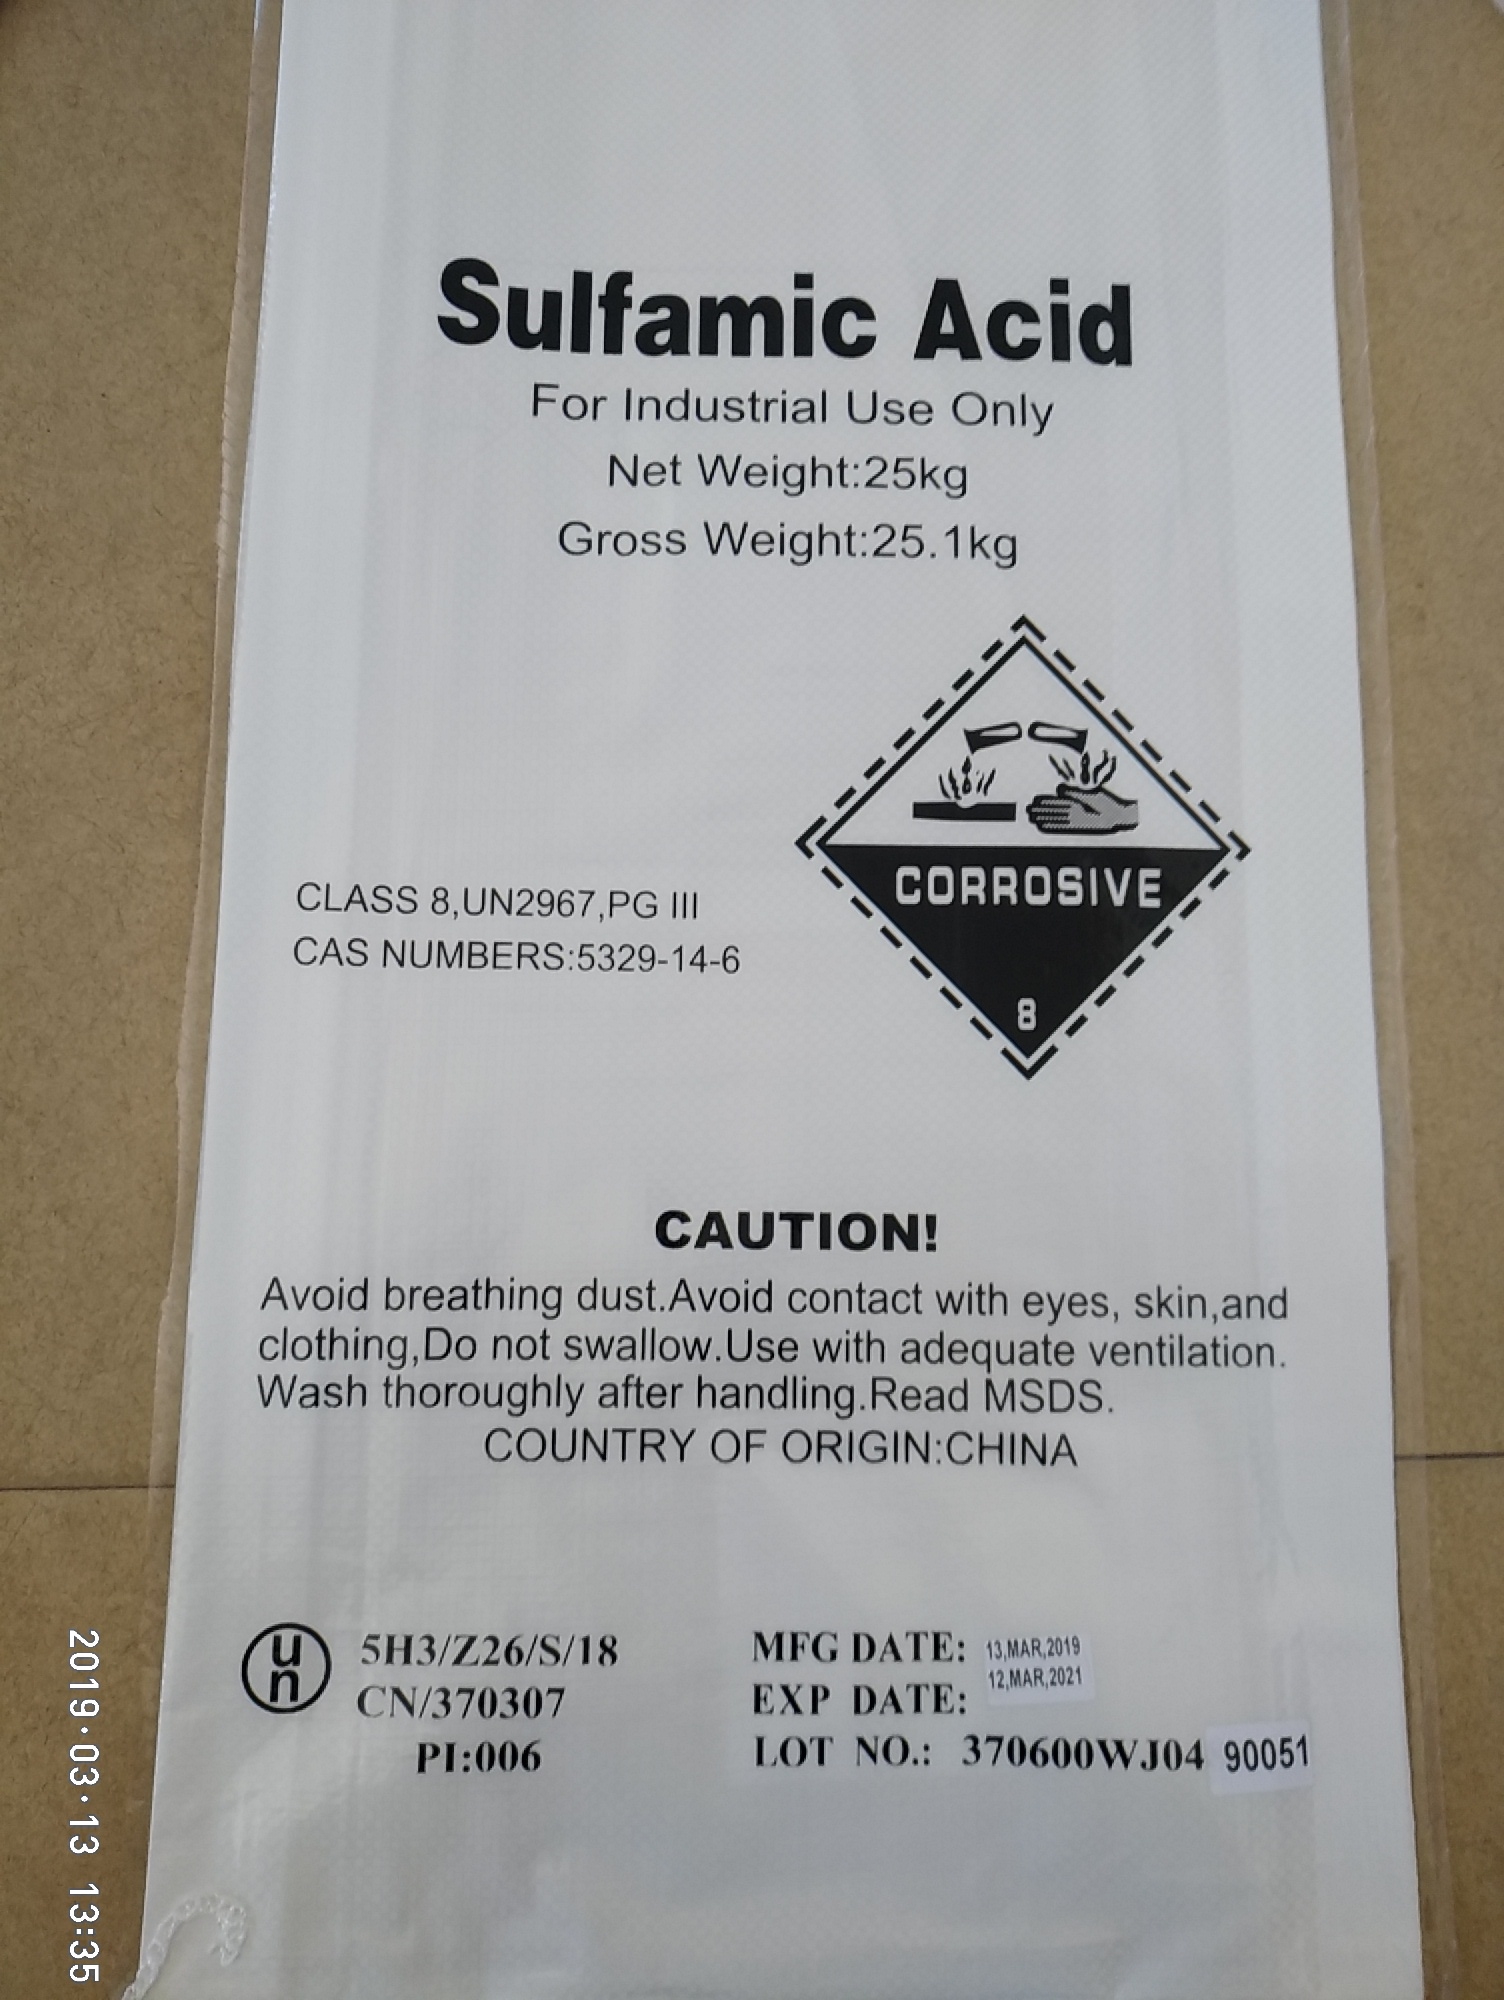 Sulfamic Acid
For Industrial Use Only
Net Weight:25kg
Gross Weight:25.1kg
CORROSIVE
8
CLASS 8,UN2967,PG III
CAS NUMBERS:5329-14-6
CAUTION!
Avoid breathing dust.Avoid contact with eyes, skin,and
clothing,Do not swallow.Use with adequate ventilation.
Wash thoroughly after handling.Read MSDS.
COUNTRY OF ORIGIN:CHINA
un
5H3/Z26/S/18
CN/370307
PI:006
MFG DATE: 13,MAR,2019
EXP DATE: 12,MAR,2021
LOT NO.: 370600WJ04 90051
2019·03·13 13:35